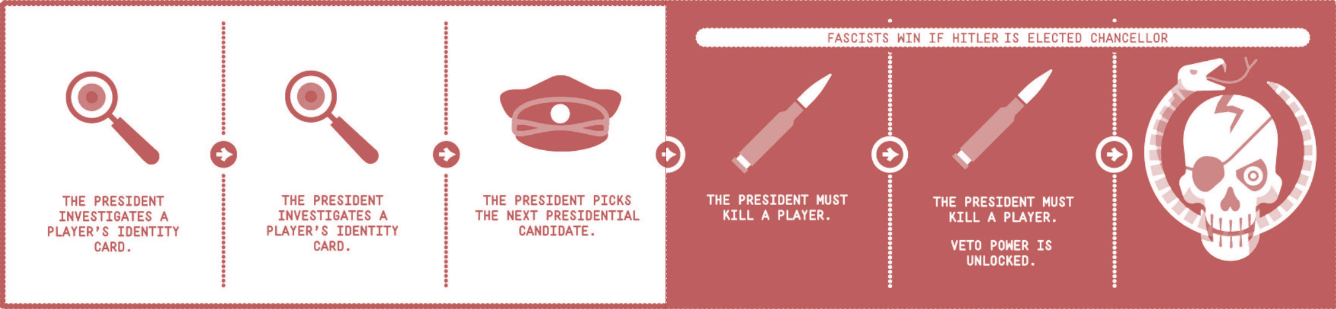 FASCISTS WIN IF HITLER IS ELECTED CHANCELLOR
THE PRESIDENT
INVESTIGATES A
PLAYER'S IDENTITY
CARD.
THE PRESIDENT
INVESTIGATES A
PLAYER'S IDENTITY
CARD.
THE PRESIDENT PICKS
THE NEXT PRESIDENTIAL
CANDIDATE.
THE PRESIDENT MUST
KILL A PLAYER.
THE PRESIDENT MUST
KILL A PLAYER.
VETO POWER IS
UNLOCKED.